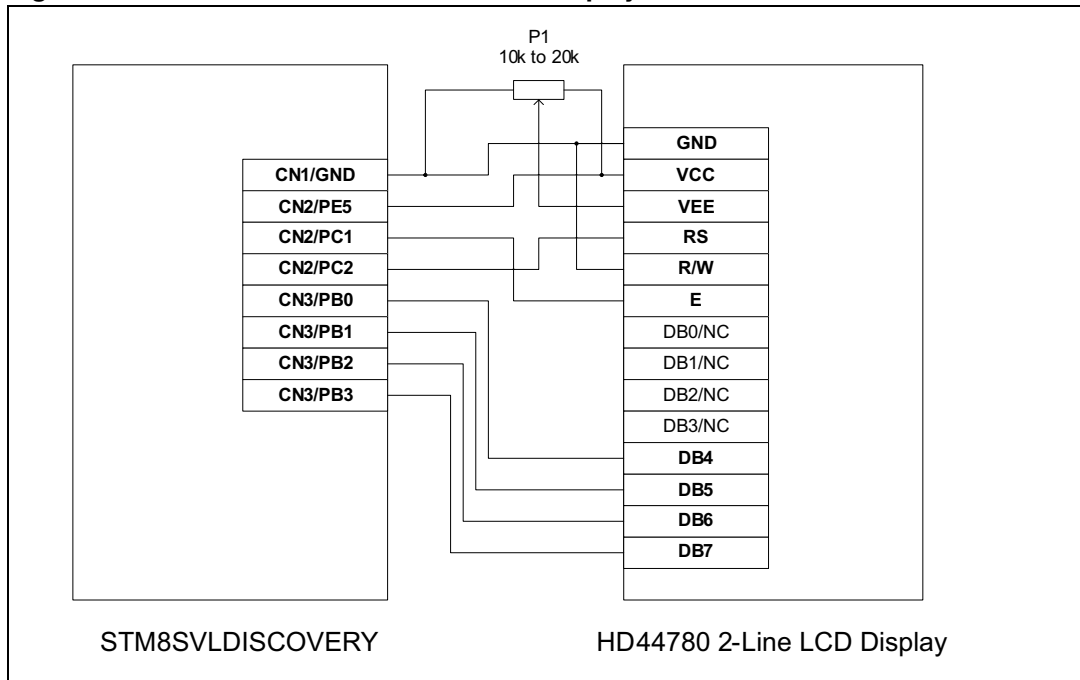 P1
10k to 20k
CN1/GND
CN2/PE5
CN2/PC1
CN2/PC2
CN3/PB0
CN3/PB1
CN3/PB2
CN3/PB3
GND
VCC
VEE
RS
R/W
E
DB0/NC
DB1/NC
DB2/NC
DB3/NC
DB4
DB5
DB6
DB7
STM8SVLDISCOVERY
HD44780 2-Line LCD Display